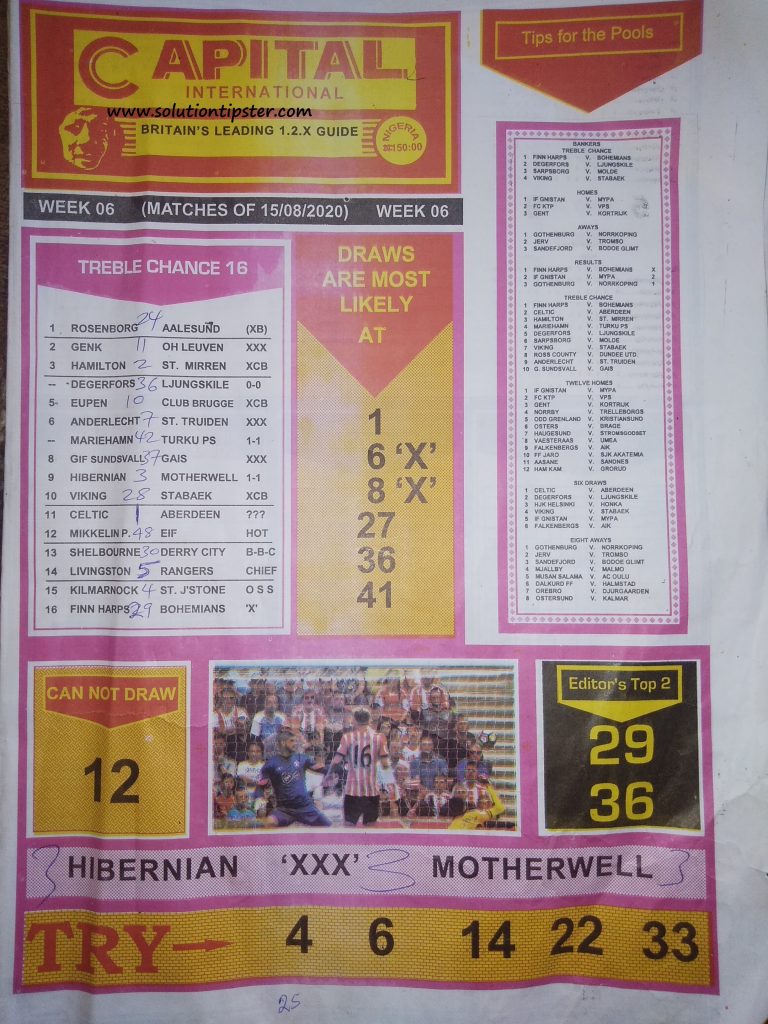 CAPITAL
INTERNATIONAL
www.solutiontipster.com
BRITAIN'S LEADING 1.2.X GUIDE
NIGERIA
50:00
WEEK 06 (MATCHES OF 15/08/2020) WEEK 06
TREBLE CHANCE 16
1 ROSENBORG 24 AALESUND (XB)
2 GENK 11 OH LEUVEN XXX
3 HAMILTON 2 ST. MIRREN XCB
-- DEGERFORS 36 LJUNGSKILE 0-0
5 EUPEN 10 CLUB BRUGGE XCB
6 ANDERLECHT 7 ST. TRUIDEN XXX
-- MARIEHAMN 42 TURKU PS 1-1
8 GIF SUNDSVALL 37 GAIS XXX
9 HIBERNIAN 3 MOTHERWELL 1-1
10 VIKING 28 STABAEK XCB
11 CELTIC 1 ABERDEEN ???
12 MIKKELIN P. 48 EIF HOT
13 SHELBOURNE 30 DERRY CITY B-B-C
14 LIVINGSTON 5 RANGERS CHIEF
15 KILMARNOCK 4 ST. J'STONE O S S
16 FINN HARPS 29 BOHEMIANS 'X'
DRAWS
ARE MOST
LIKELY
AT
1
6 'X'
8 'X'
27
36
41
Tips for the Pools
BANKERS
TREBLE CHANCE
1 FINN HARPS V. BOHEMIANS
2 DEGERFORS V. LJUNGSKILE
3 SARPSBORG V. MOLDE
4 VIKING V. STABAEK
HOMES
1 IF GNISTAN V. MYPA
2 FC KTP V. VPS
3 GENT V. KORTRIJK
AWAYS
1 GOTHENBURG V. NORRKOPING
2 JERV V. TROMSO
3 SANDEFJORD V. BODOE GLIMT
RESULTS
1 FINN HARPS V. BOHEMIANS X
2 IF GNISTAN V. MYPA 2
3 GOTHENBURG V. NORRKOPING 1
TREBLE CHANCE
1 FINN HARPS V. BOHEMIANS
2 CELTIC V. ABERDEEN
3 HAMILTON V. ST. MIRREN
4 MARIEHAMN V. TURKU PS
5 DEGERFORS V. LJUNGSKILE
6 SARPSBORG V. MOLDE
7 VIKING V. STABAEK
8 ROSS COUNTY V. DUNDEE UTD.
9 ANDERLECHT V. ST. TRUIDEN
10 G. SUNDSVALL V. GAIS
TWELVE HOMES
1 IF GNISTAN V. MYPA
2 FC KTP V. VPS
3 GENT V. KORTRIJK
4 NORRBY V. TRELLEBORGS
5 ODD GRENLAND V. KRISTIANSUND
6 OSTERS V. BRAGE
7 HAUGESUND V. STROMSGODSET
8 VAESTERAAS V. UMEA
9 FALKENBERGS V. AIK
10 FF JARO V. SJK AKATEMIA
11 AASANE V. SANDNES
12 HAM KAM V. GRORUD
SIX DRAWS
1 CELTIC V. ABERDEEN
2 DEGERFORS V. LJUNGSKILE
3 HJK HELSINKI V. HONKA
4 VIKING V. STABAEK
5 IF GNISTAN V. MYPA
6 FALKENBERGS V. AIK
EIGHT AWAYS
1 GOTHENBURG V. NORRKOPING
2 JERV V. TROMSO
3 SANDEFJORD V. BODOE GLIMT
4 MJALLBY V. MALMO
5 MUSAN SALAMA V. AC OULU
6 DALKURD FF V. HALMSTAD
7 OREBRO V. DJURGAARDEN
8 OSTERSUND V. KALMAR
CAN NOT DRAW
12
16
Editor's Top 2
29
36
3 HIBERNIAN 'XXX' 3 MOTHERWELL 3
TRY 4 6 14 22 33
25